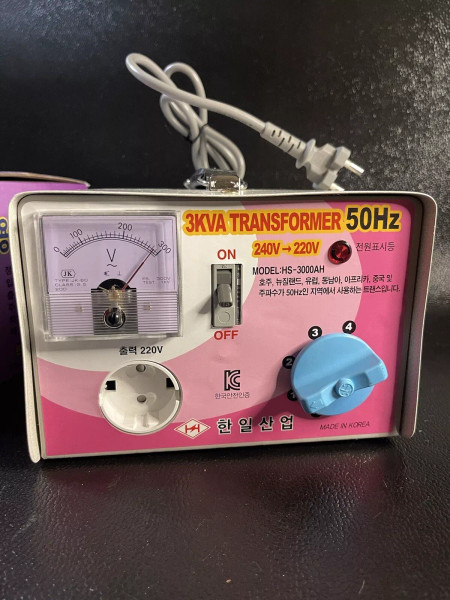 3KVA TRANSFORMER 50Hz
240V→220V
전원표시등
ON
MODEL:HS-3000AH
호주, 뉴질랜드, 유럽, 동남아, 아프리카, 중국 및
주파수가 50Hz인 지역에서 사용하는 트랜스입니다.
OFF
0 100 200 300
V
JK
출력 220V
한국안전인증
3
4
2
한일산업
MADE IN KOREA